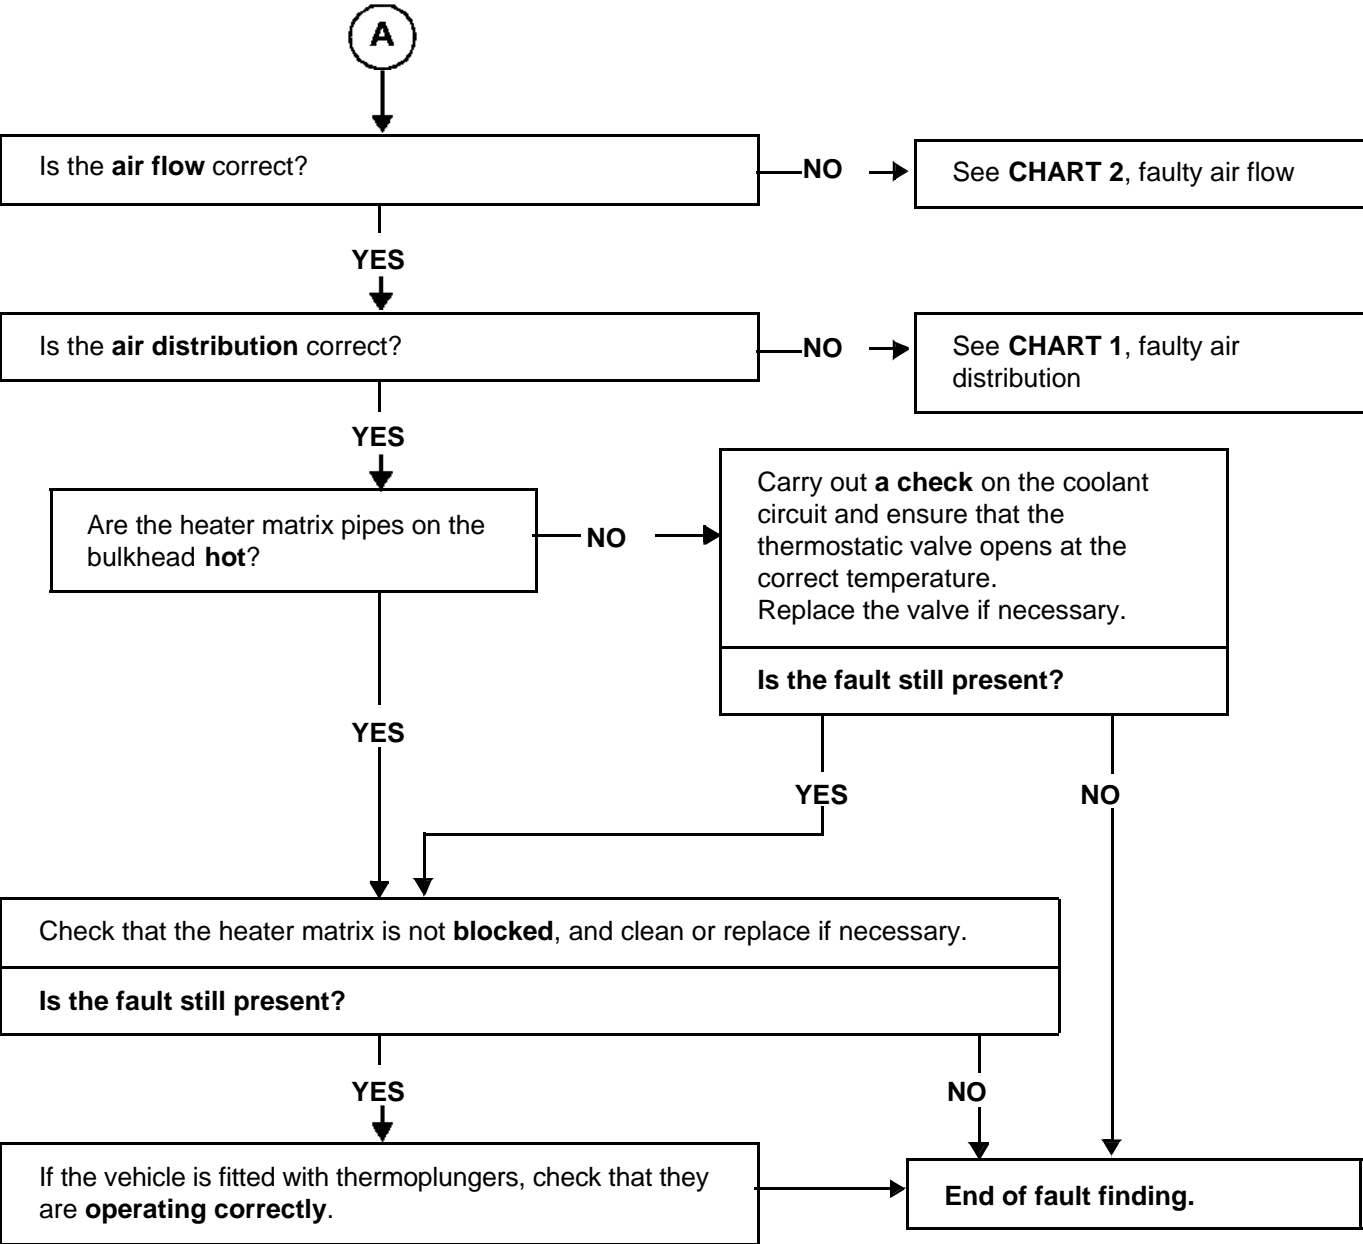 A
Is the air flow correct?
NO
See CHART 2, faulty air flow
YES
Is the air distribution correct?
NO
See CHART 1, faulty air
distribution
YES
Are the heater matrix pipes on the
bulkhead hot?
NO
Carry out a check on the coolant
circuit and ensure that the
thermostatic valve opens at the
correct temperature.
Replace the valve if necessary.
Is the fault still present?
YES
YES
NO
Check that the heater matrix is not blocked, and clean or replace if necessary.
Is the fault still present?
YES
NO
If the vehicle is fitted with thermoplungers, check that they
are operating correctly.
End of fault finding.